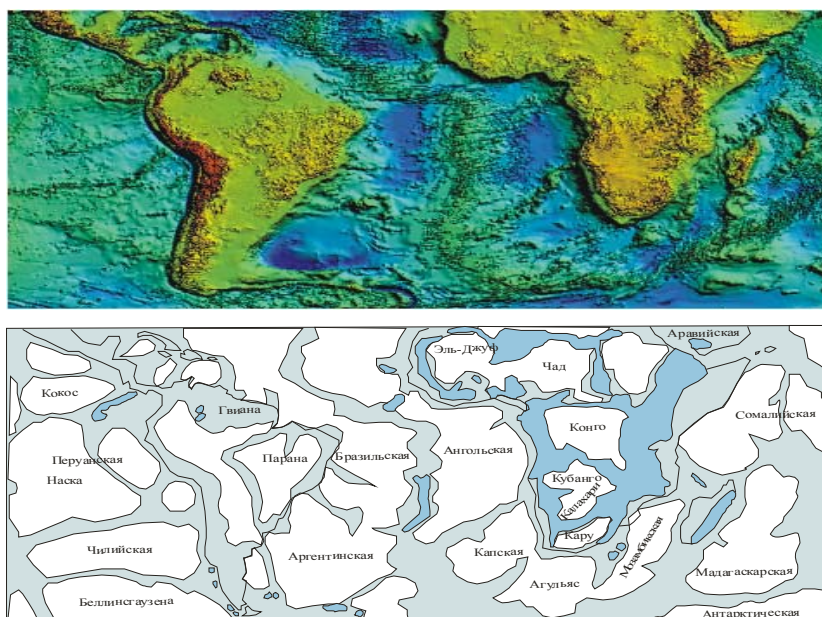 Аравийская
Эль-Джуф
Чад
Кокос
Гвиана
Сомалийская
Конго
Перуанская
Наска
Парана
Бразильская
Ангольская
Кубанго
Калахари
Кару
Мозамбикская
Чилийская
Аргентинская
Капская
Агульяс
Мадагаскарская
Беллинсгаузена
Антарктическая